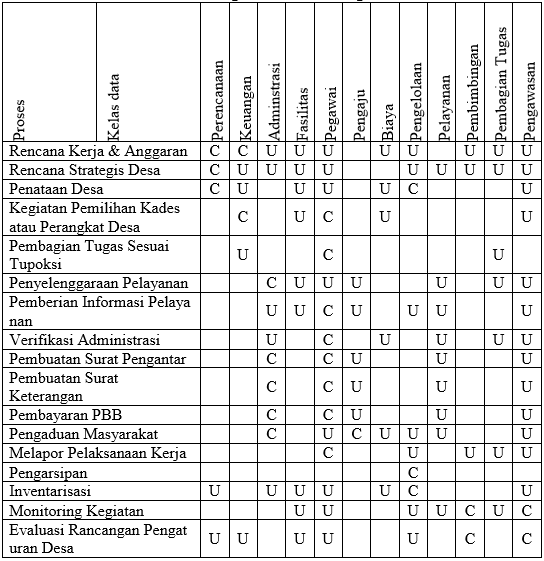 Proses
Kelas data
Perencanaan
Keuangan
Adminstrasi
Fasilitas
Pegawai
Pengaju
Biaya
Pengelolaan
Pelayanan
Pembimbingan
Pembagian Tugas
Pengawasan
Rencana Kerja & Anggaran C C U U U U U U U U
Rencana Strategis Desa C U U U U U U U U U
Penataan Desa C U U U U C U
Kegiatan Pemilihan Kades
atau Perangkat Desa C U C U U
Pembagian Tugas Sesuai
Tupoksi U C U
Penyelenggaraan Pelayanan C U U U U U U
Pemberian Informasi Pelaya
nan U U C U U U U
Verifikasi Administrasi U C U U U U
Pembuatan Surat Pengantar C C U U U
Pembuatan Surat
Keterangan C C U U U
Pembayaran PBB C C U U U
Pengaduan Masyarakat C U C U U U U
Melapor Pelaksanaan Kerja C U U U U
Pengarsipan C
Inventarisasi U U U U U C U
Monitoring Kegiatan U U U U C U C
Evaluasi Rancangan Pengat
uran Desa U U U U U C C